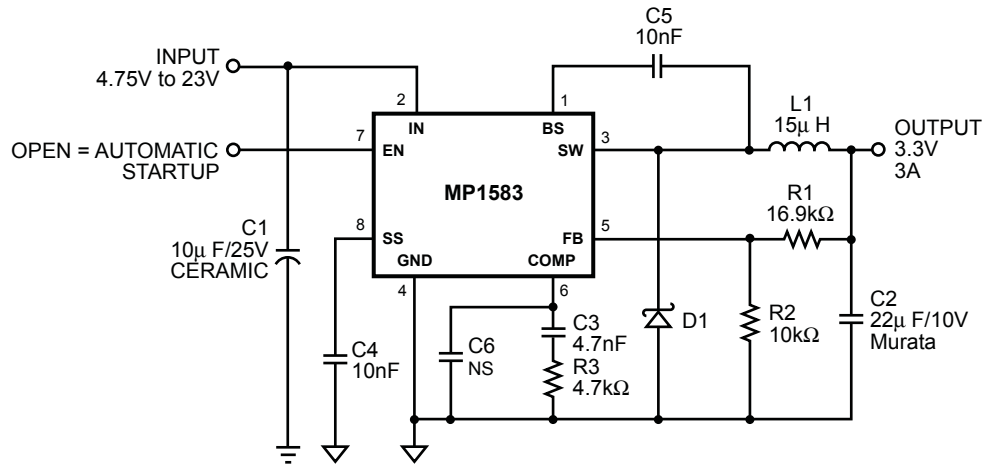 C5
10nF
INPUT
4.75V to 23V
2
1
IN
BS
L1
15µ H
OUTPUT
3.3V
3A
OPEN = AUTOMATIC
STARTUP
7
EN
SW
3
MP1583
R1
16.9kΩ
C1
10µ F/25V
CERAMIC
8
SS
FB
5
GND
COMP
4
6
C4
10nF
C6
NS
C3
4.7nF
R3
4.7kΩ
D1
R2
10kΩ
C2
22µ F/10V
Murata